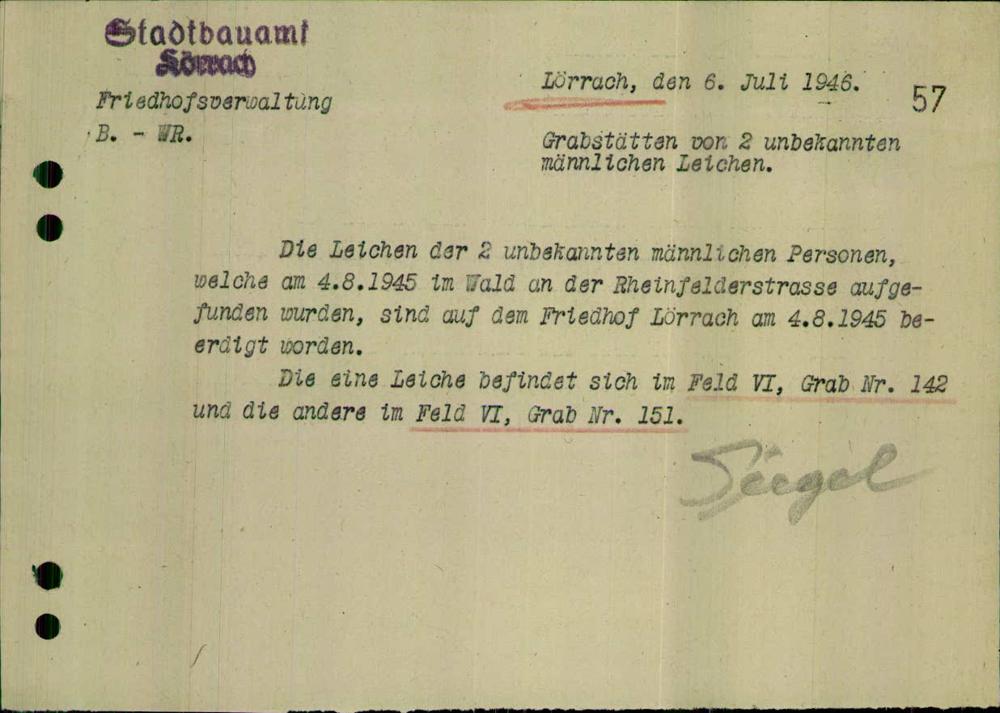 Stadtbauamt
Lörrach
Friedhofsverwaltung
B. - WR.
Lörrach, den 6. Juli 1946.
57
Grabstätten von 2 unbekannten
männlichen Leichen.
Die Leichen der 2 unbekannten männlichen Personen,
welche am 4.8.1945 im Wald an der Rheinfelderstrasse aufge-
funden wurden, sind auf dem Friedhof Lörrach am 4.8.1945 be-
erdigt worden.
Die eine Leiche befindet sich im Feld VI, Grab Nr. 142
und die andere im Feld VI, Grab Nr. 151.